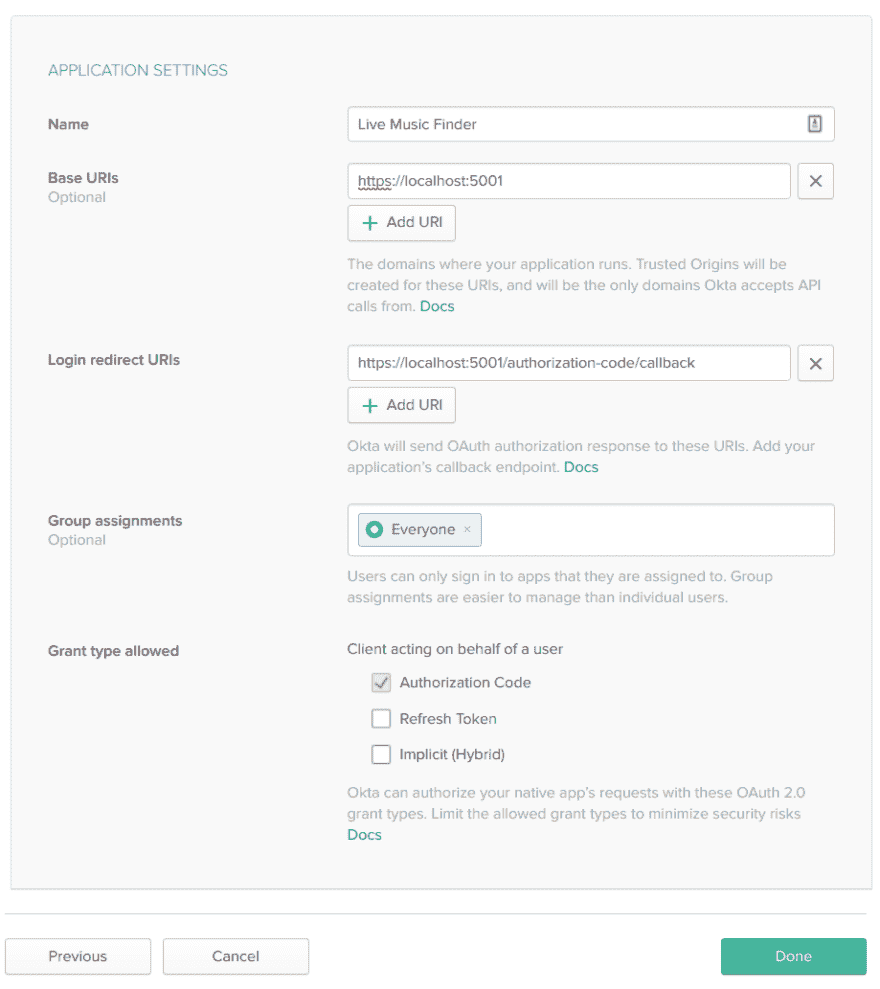 APPLICATION SETTINGS
Name
Live Music Finder
Base URIs
Optional
https://localhost:5001
+ Add URI
The domains where your application runs. Trusted Origins will be
created for these URIs, and will be the only domains Okta accepts API
calls from. Docs
Login redirect URIs
https://localhost:5001/authorization-code/callback
+ Add URI
Okta will send OAuth authorization response to these URIs. Add your
application's callback endpoint. Docs
Group assignments
Optional
Everyone ×
Users can only sign in to apps that they are assigned to. Group
assignments are easier to manage than individual users.
Grant type allowed
Client acting on behalf of a user
Authorization Code
Refresh Token
Implicit (Hybrid)
Okta can authorize your native app's requests with these OAuth 2.0
grant types. Limit the allowed grant types to minimize security risks
Docs
Previous
Cancel
Done